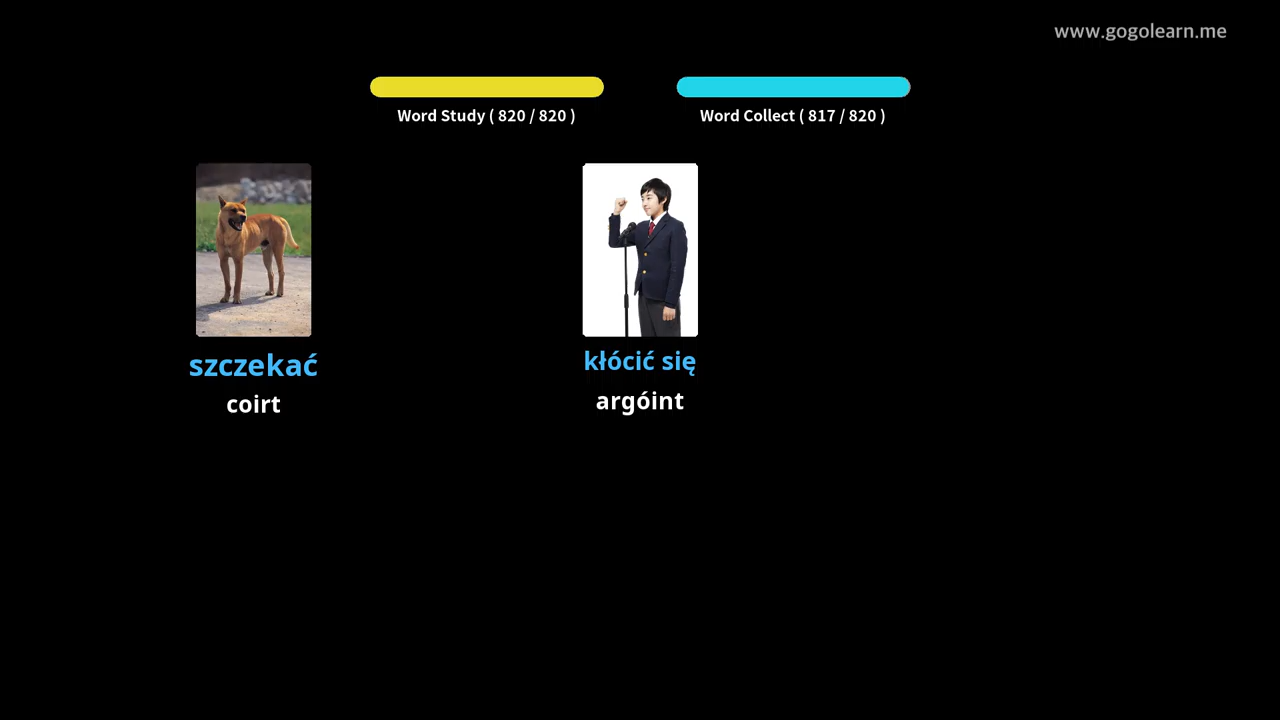 www.gogolearn.me
Word Study ( 820 / 820 )
Word Collect ( 817 / 820 )
szczekać
coirt
kłócić się
argóint